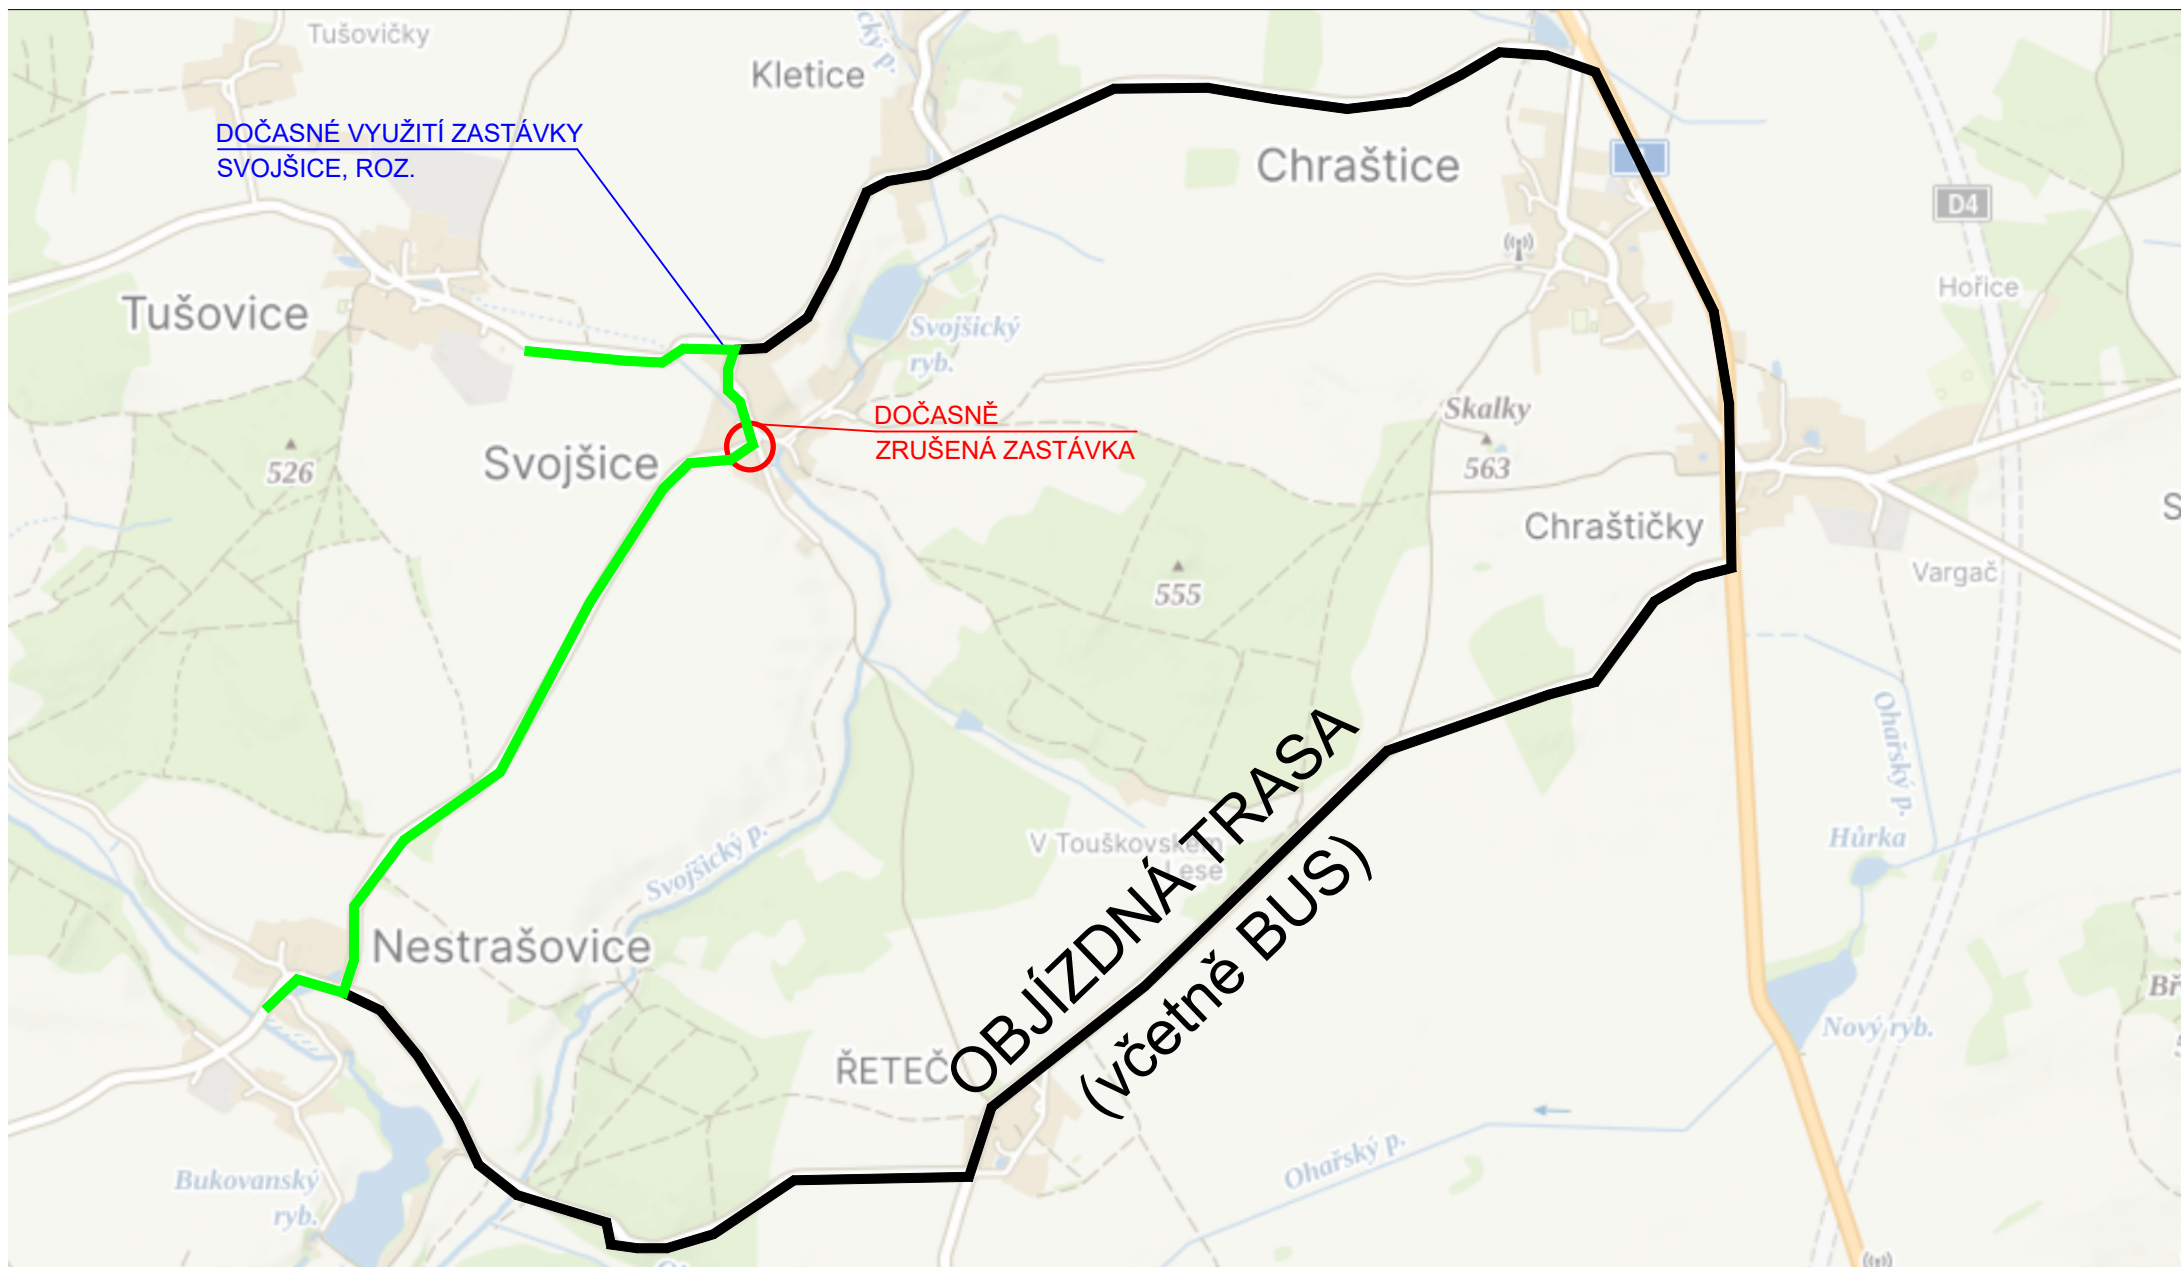 Tušovičky
Kletice
DOČASNÉ VYUŽITÍ ZASTÁVKY
SVOJŠICE, ROZ.
Chraštice
D4
Hořice
Tušovice
Svojšický
ryb.
Skalky
563
DOČASNĚ
ZRUŠENÁ ZASTÁVKA
Svojšice
526
Chraštičky
555
Vargač
Ohařský p.
Hůrka
V Touškovském
Lese
Svojšický p.
OBJÍZDNÁ TRASA
(včetně BUS)
Nestrašovice
Nový ryb.
ŘETEČ
Ohařský p.
Bukovanský
ryb.